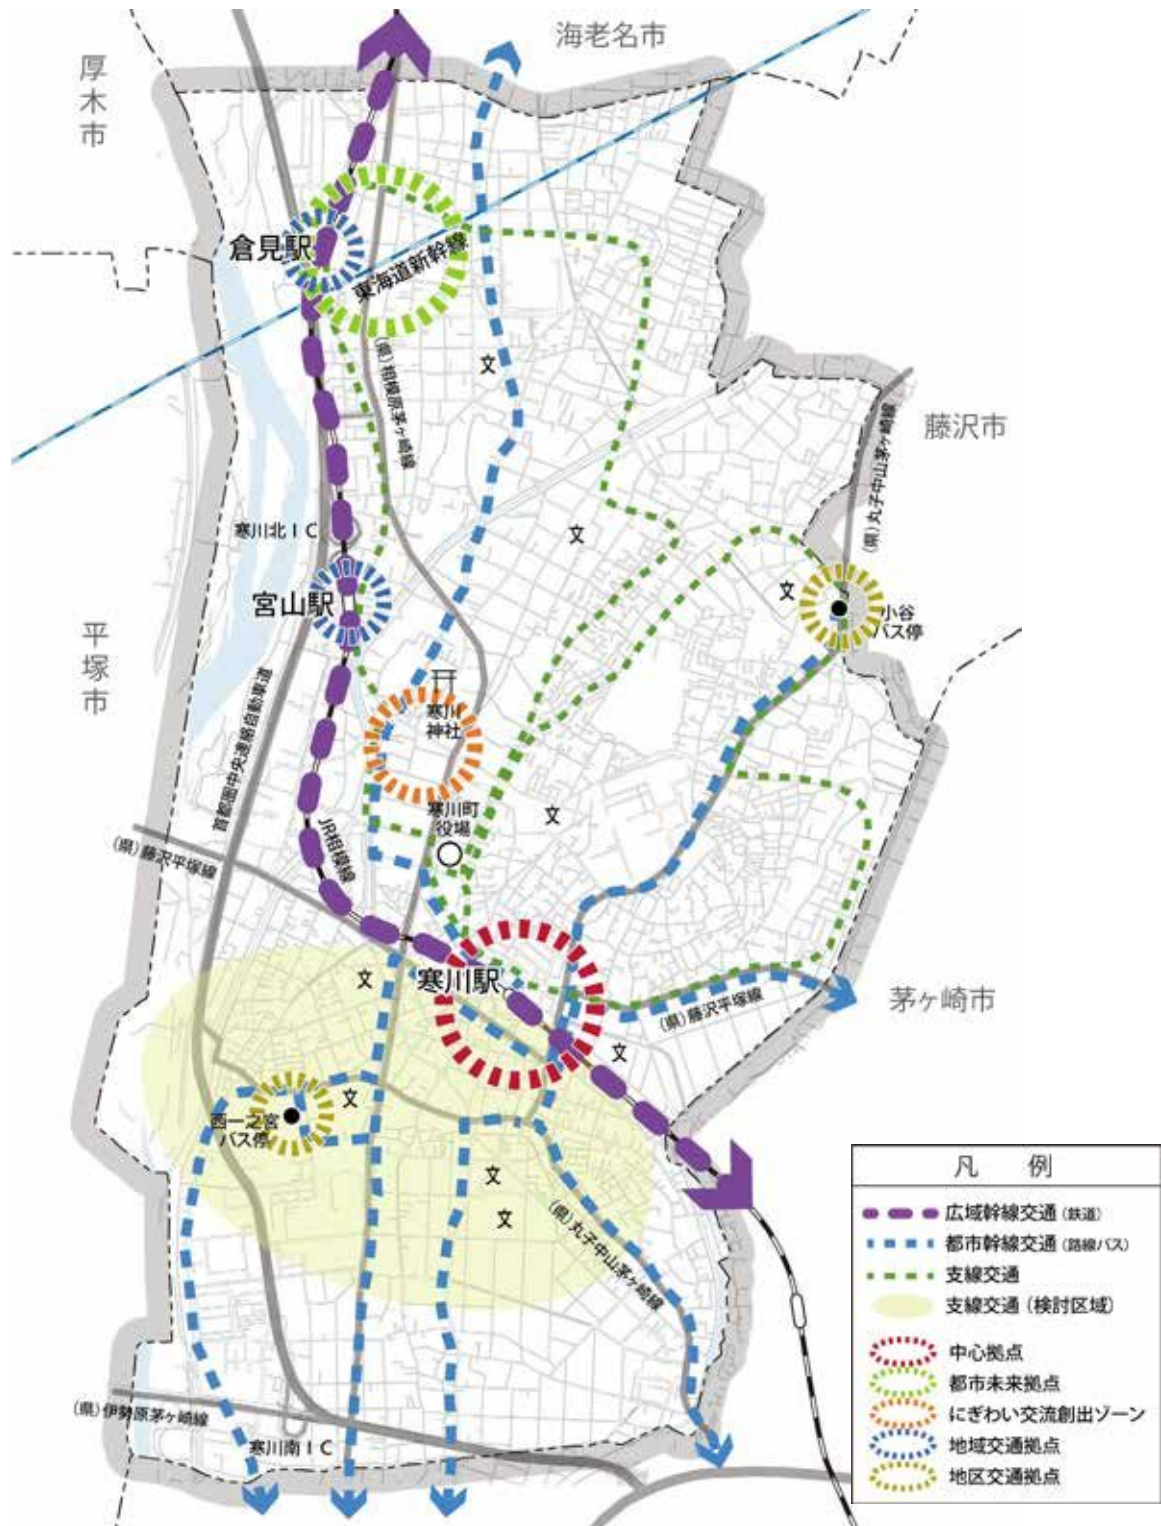 海老名市
厚木市
倉見駅
東海道新幹線
(県)相模原茅ヶ崎線
文
藤沢市
(県)丸子中山茅ヶ崎線
寒川北IC
文
宮山駅
文
小谷
バス停
平塚市
寒川
神社
首都圏中央連絡自動車道
寒川町
役場
文
JR相模線
(県)藤沢平塚線
文
寒川駅
茅ヶ崎市
(県)藤沢平塚線
文
文
西一之宮
バス停
文
文
(県)丸子中山茅ヶ崎線
(県)伊勢原茅ヶ崎線
寒川南IC
凡 例
広域幹線交通(鉄道)
都市幹線交通(路線バス)
支線交通
支線交通(検討区域)
中心拠点
都市未来拠点
にぎわい交流創出ゾーン
地域交通拠点
地区交通拠点